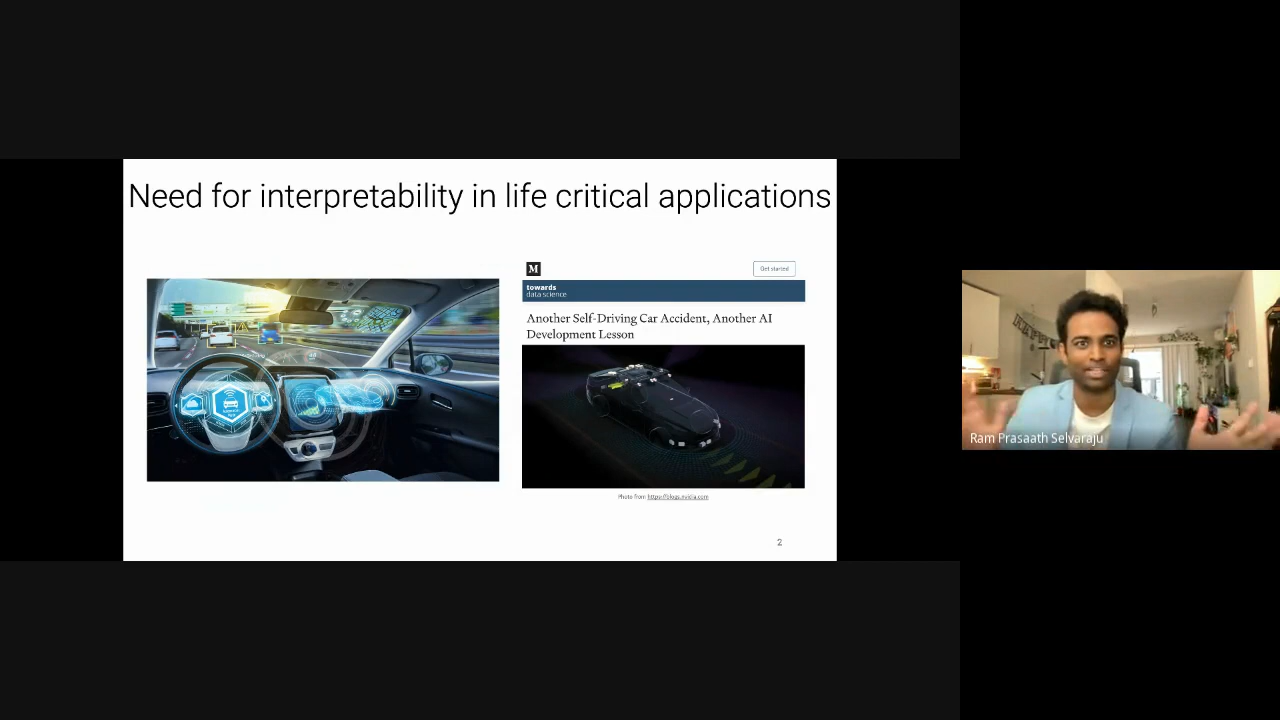 Need for interpretability in life critical applications
M
Get started
towards
data science
Another Self-Driving Car Accident, Another AI
Development Lesson
Photo from https://blogs.nvidia.com
2
Ram Prasaath Selvaraju